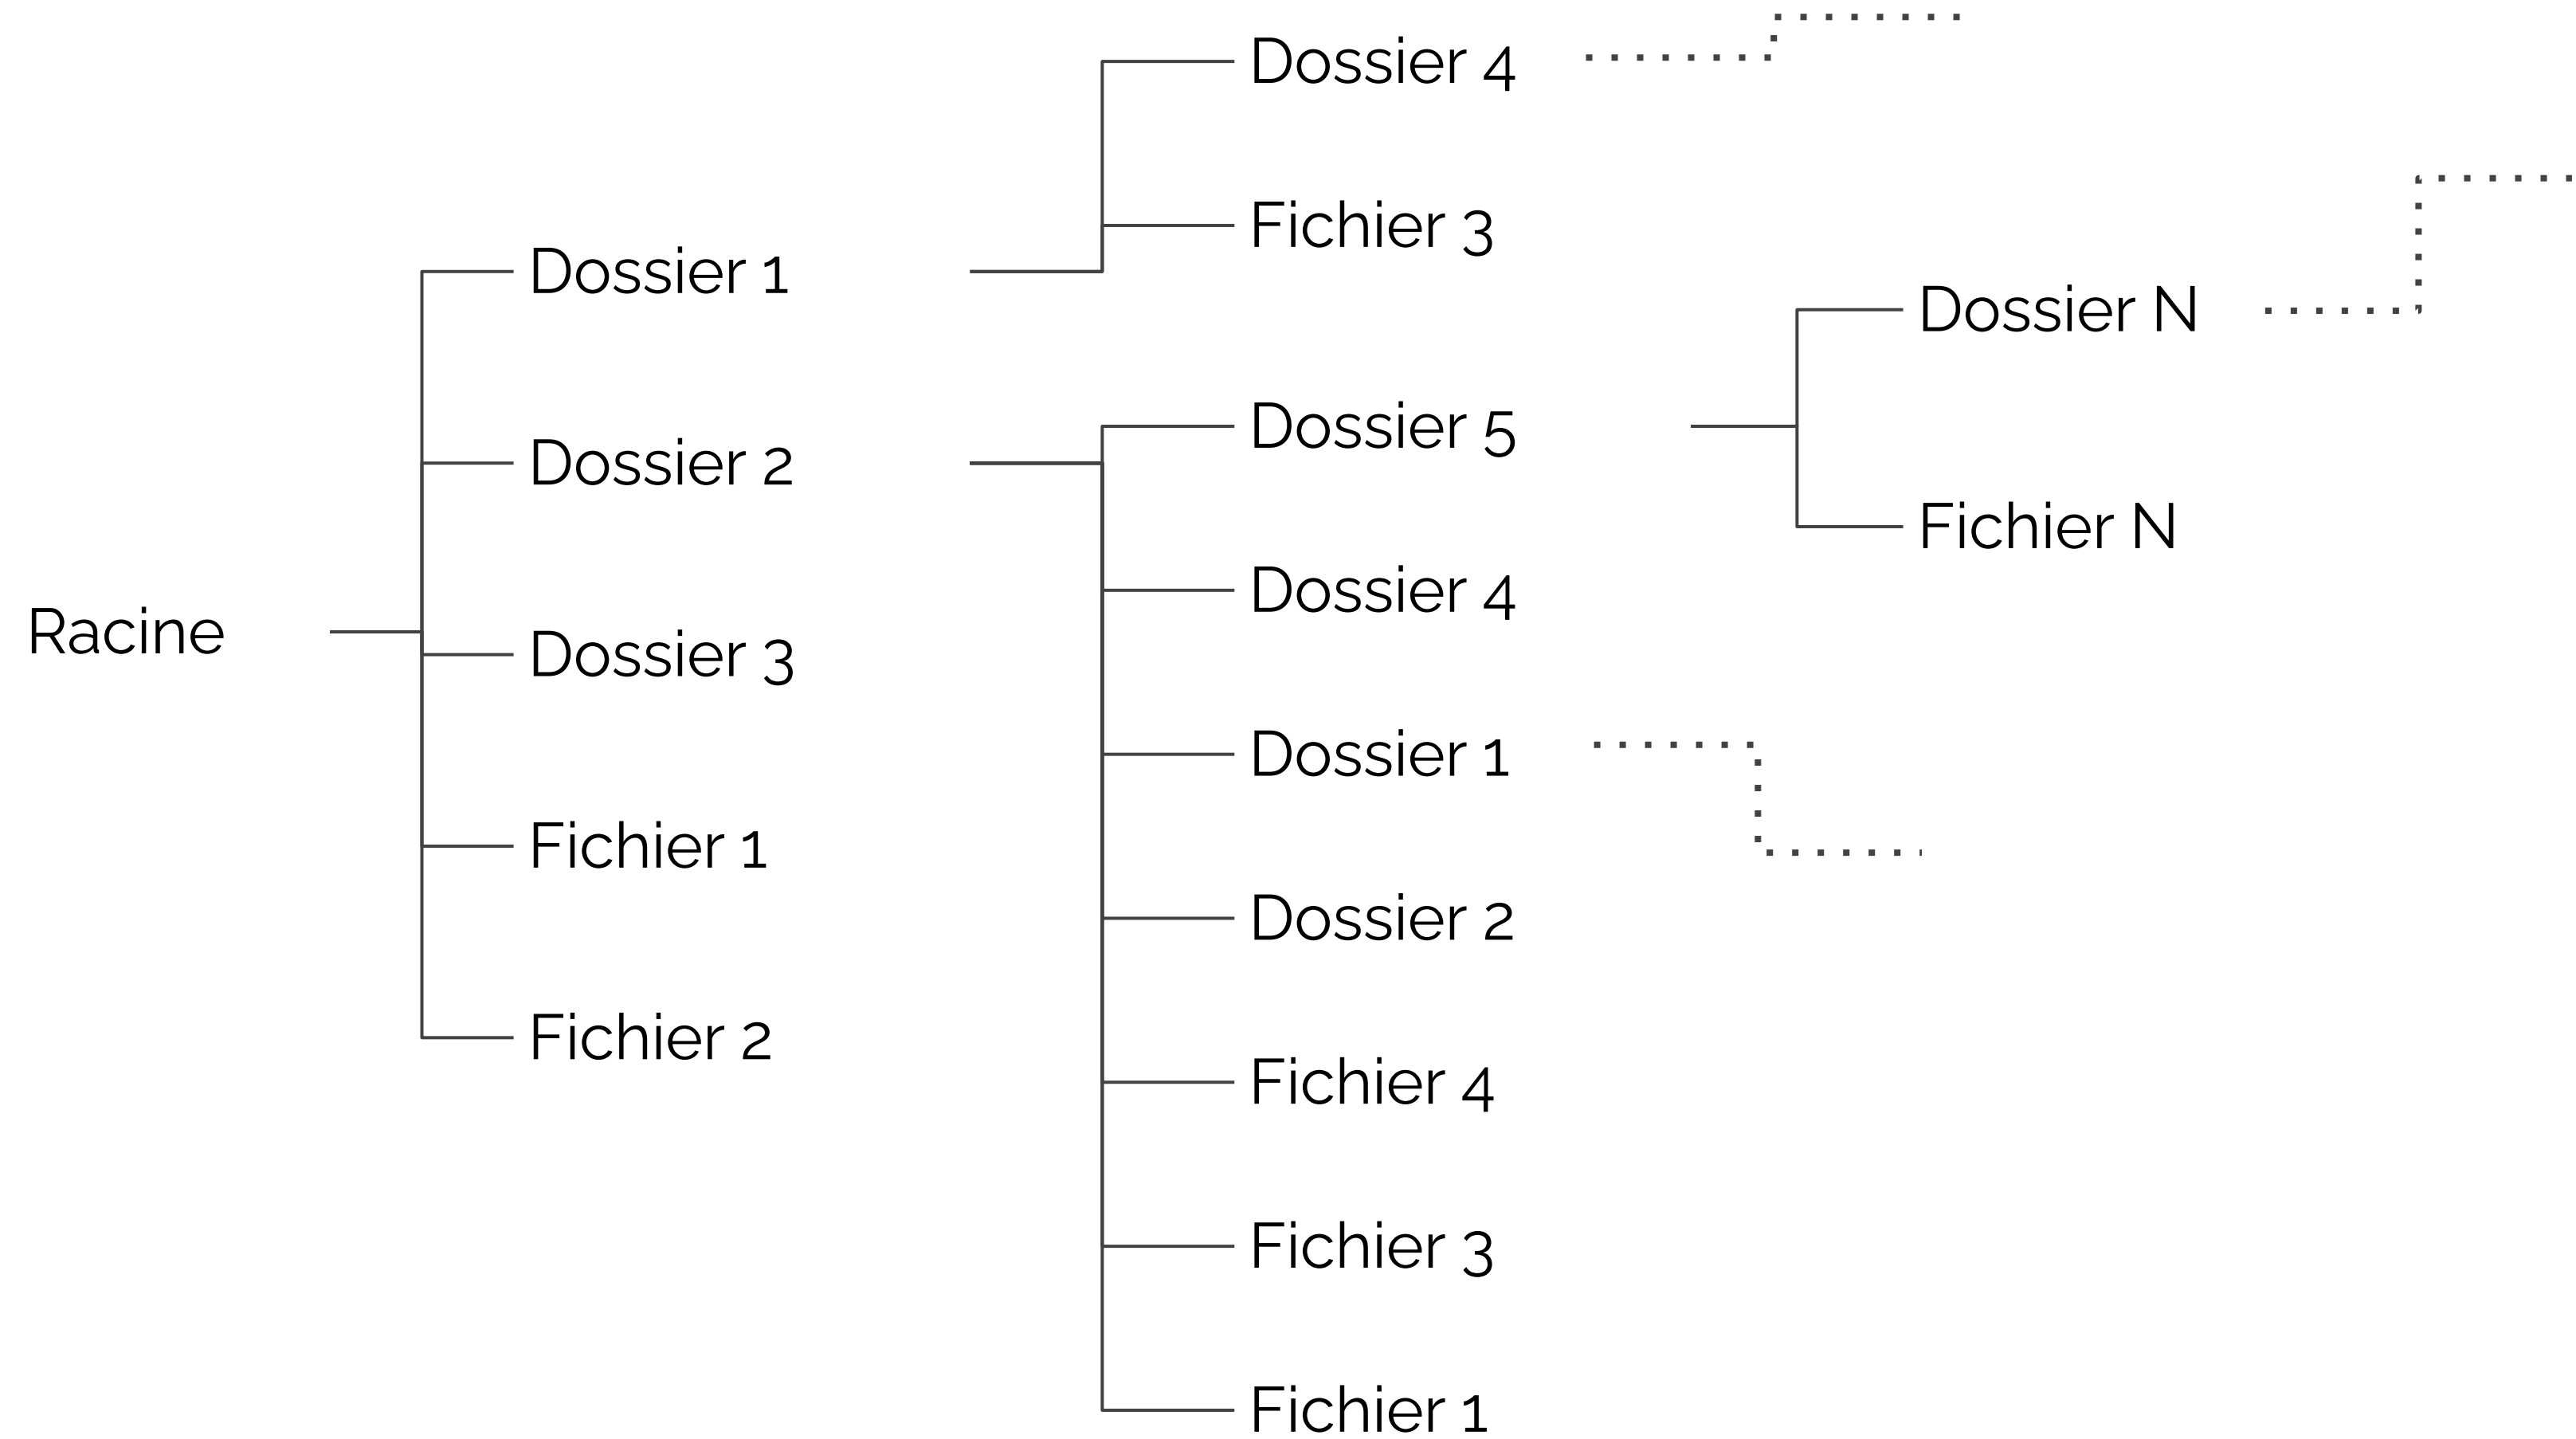 Racine
Dossier 1
Dossier 2
Dossier 3
Fichier 1
Fichier 2
Dossier 4
Fichier 3
Dossier 5
Dossier 4
Dossier 1
Dossier 2
Fichier 4
Fichier 3
Fichier 1
Dossier N
Fichier N